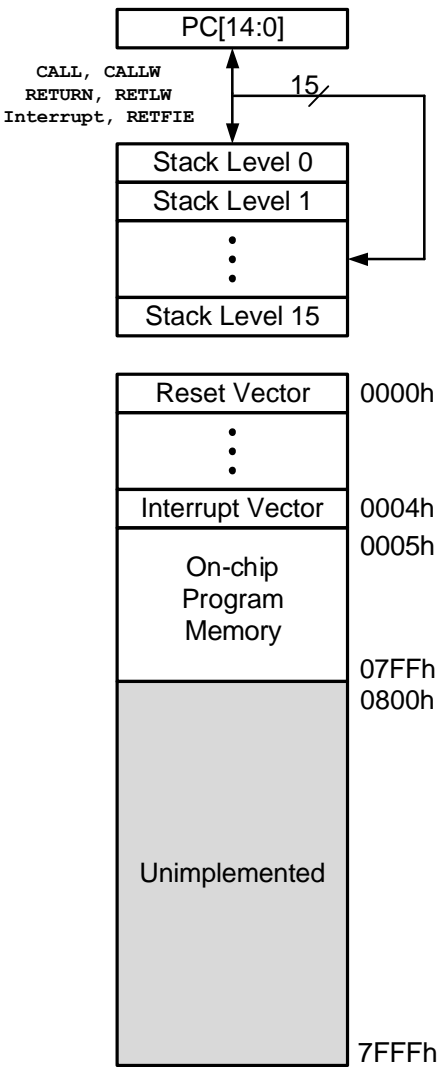 PC[14:0]
CALL, CALLW
RETURN, RETLW
Interrupt, RETFIE
15
Stack Level 0
Stack Level 1
Stack Level 15
Reset Vector
0000h
Interrupt Vector
0004h
0005h
On-chip
Program
Memory
07FFh
0800h
Unimplemented
7FFFh